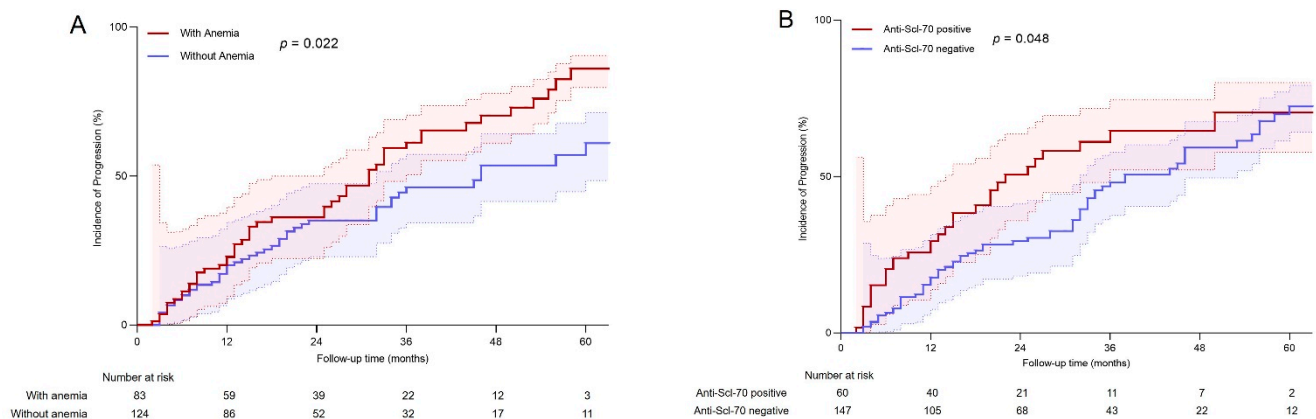 A
With Anemia
Without Anemia
p = 0.022
100
50
0
Incidence of Progression (%)
0 12 24 36 48 60
Follow-up time (months)
Number at risk
With anemia 83 59 39 22 12 3
Without anemia 124 86 52 32 17 11
B
Anti-Scl-70 positive
Anti-Scl-70 negative
p = 0.048
100
50
0
Incidence of Progression (%)
0 12 24 36 48 60
Follow-up time (months)
Number at risk
Anti-Scl-70 positive 60 40 21 11 7 2
Anti-Scl-70 negative 147 105 68 43 22 12